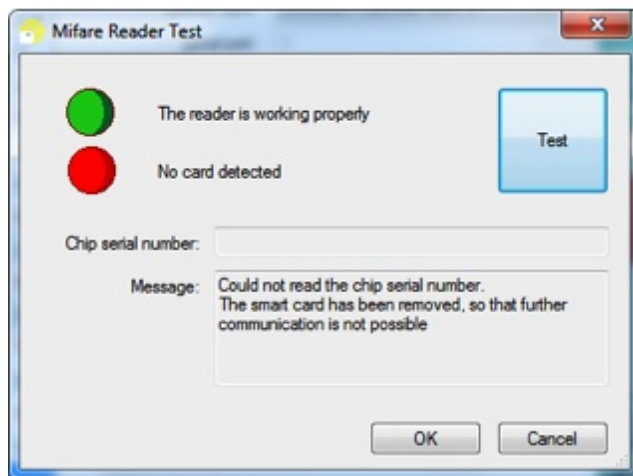 Mifare Reader Test
The reader is working properly
Test
No card detected
Chip serial number:
Message:
Could not read the chip serial number.
The smart card has been removed, so that further
communication is not possible
OK
Cancel